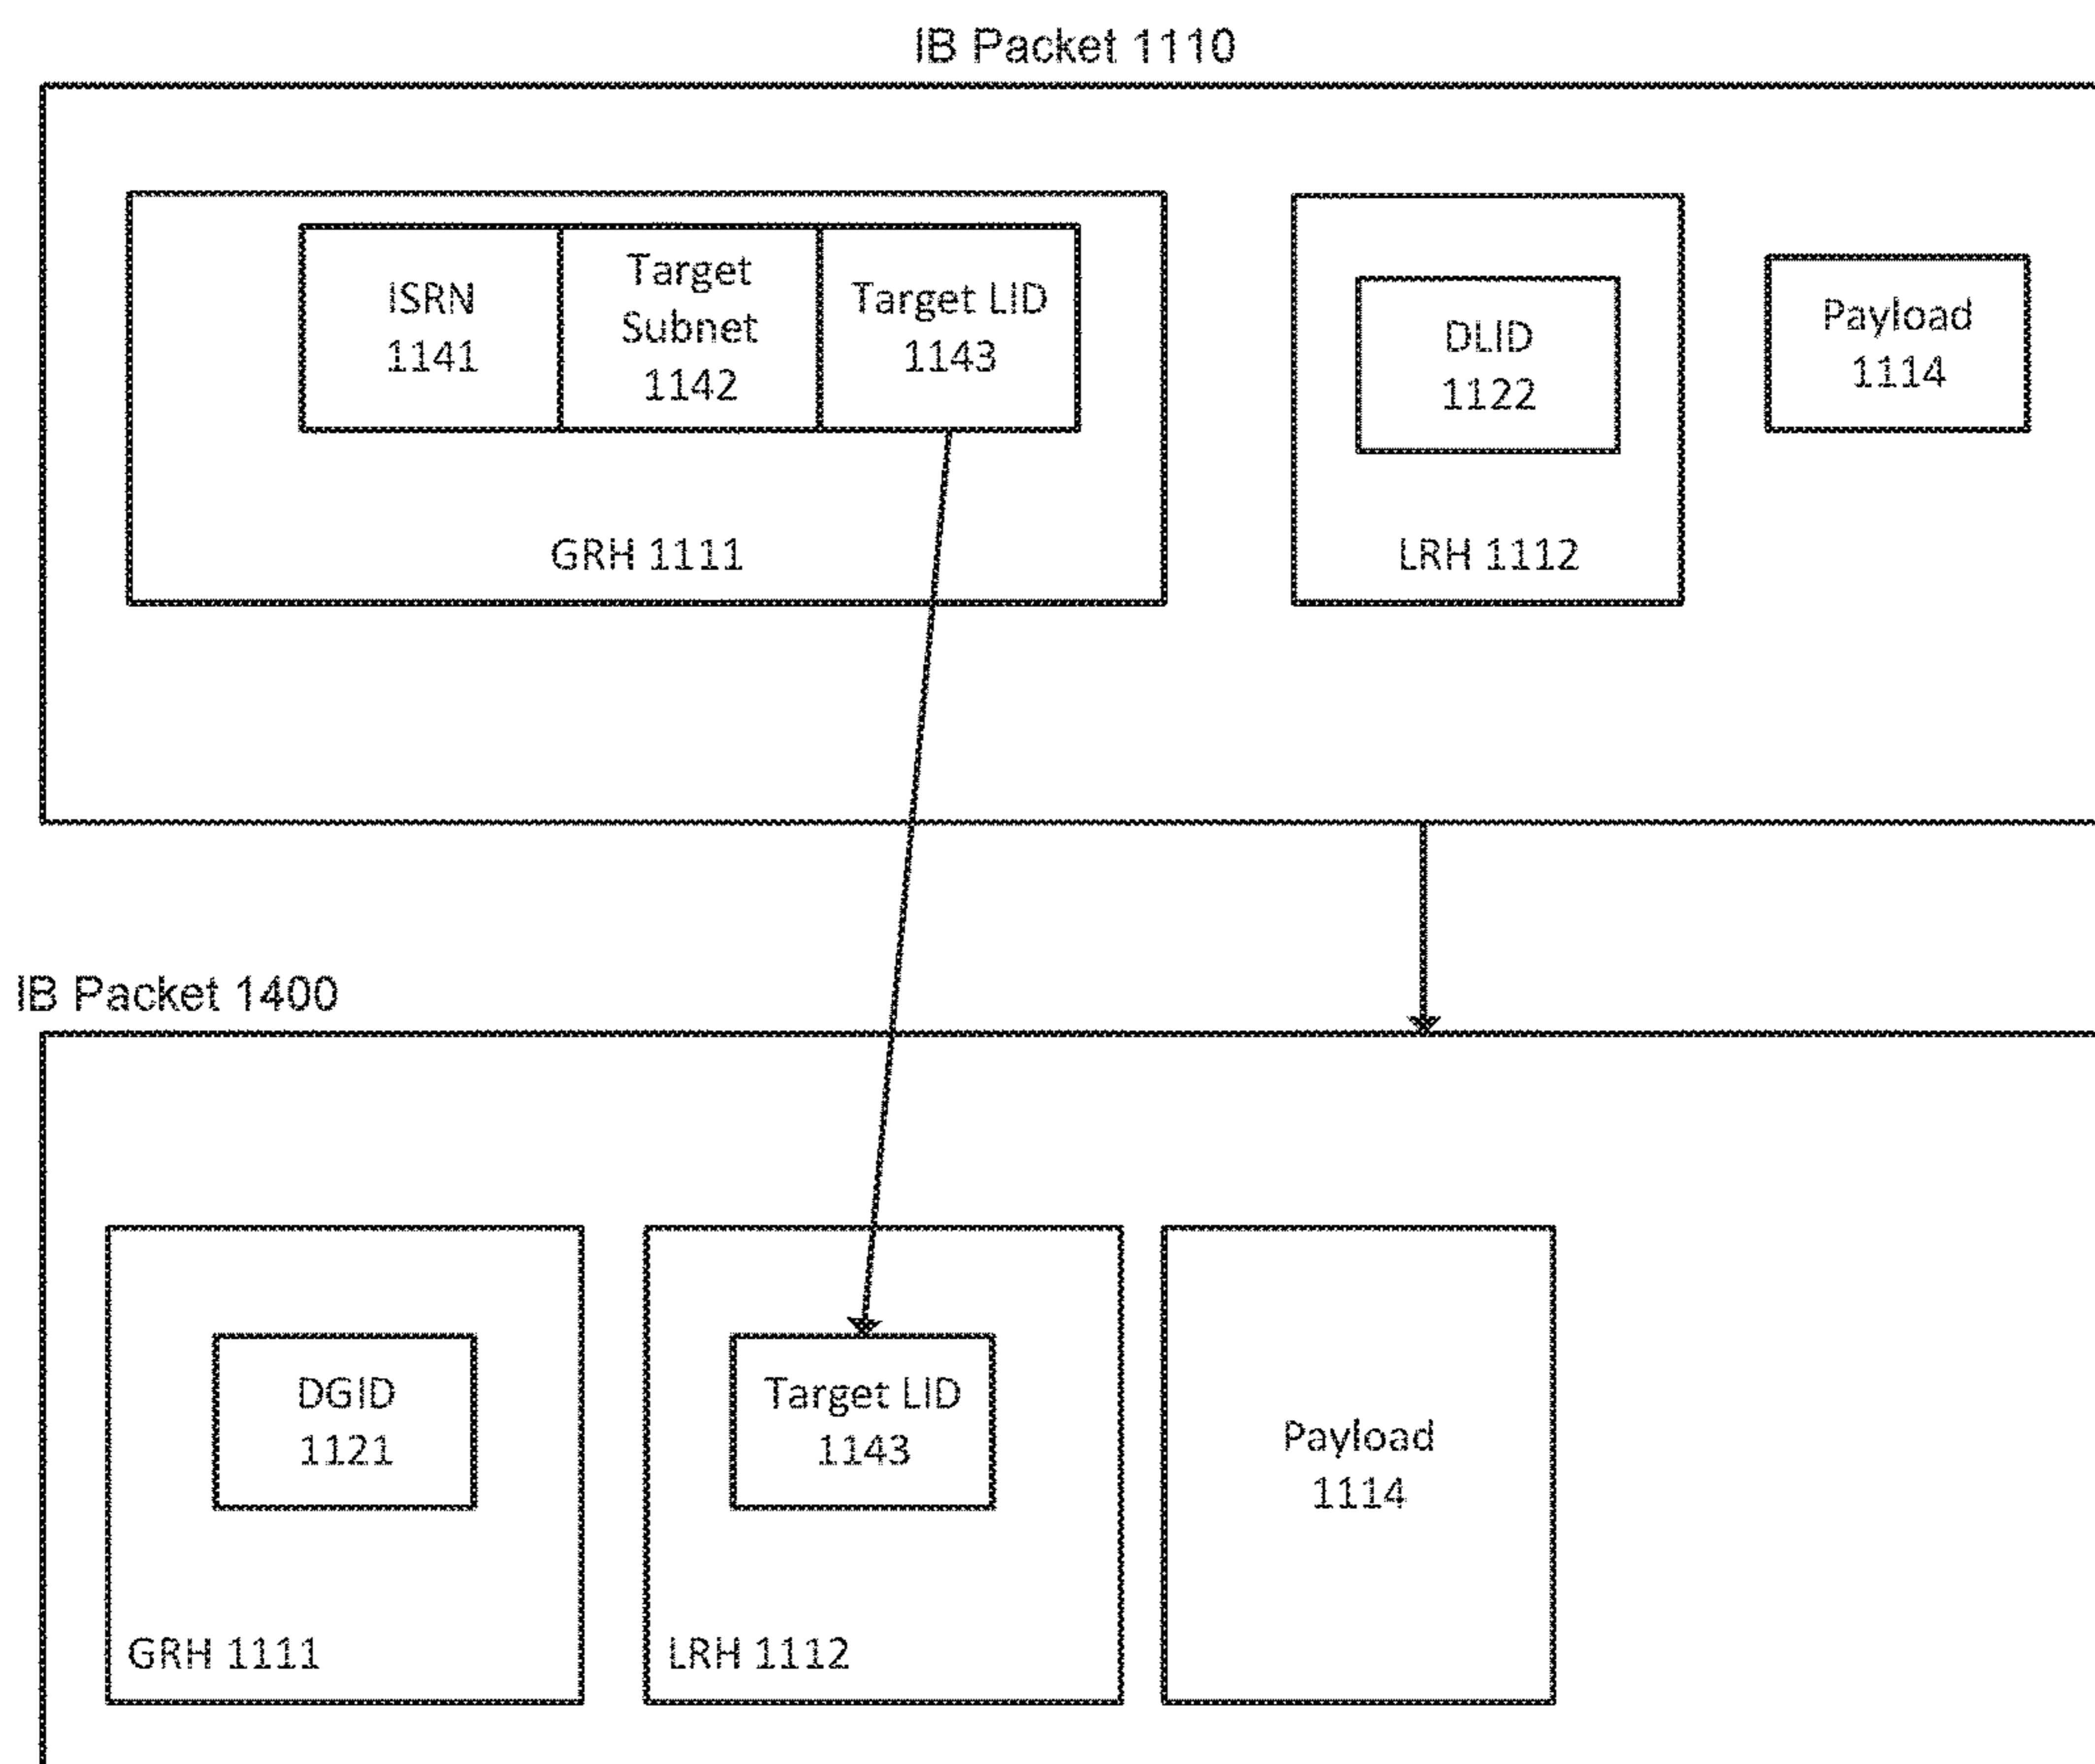 IB Packet 1110
ISRN
1141
Target
Subnet
1142
Target LID
1143
GRH 1111
DLID
1122
LRH 1112
Payload
1114
IB Packet 1400
DGID
1121
GRH 1111
Target LID
1143
LRH 1112
Payload
1114